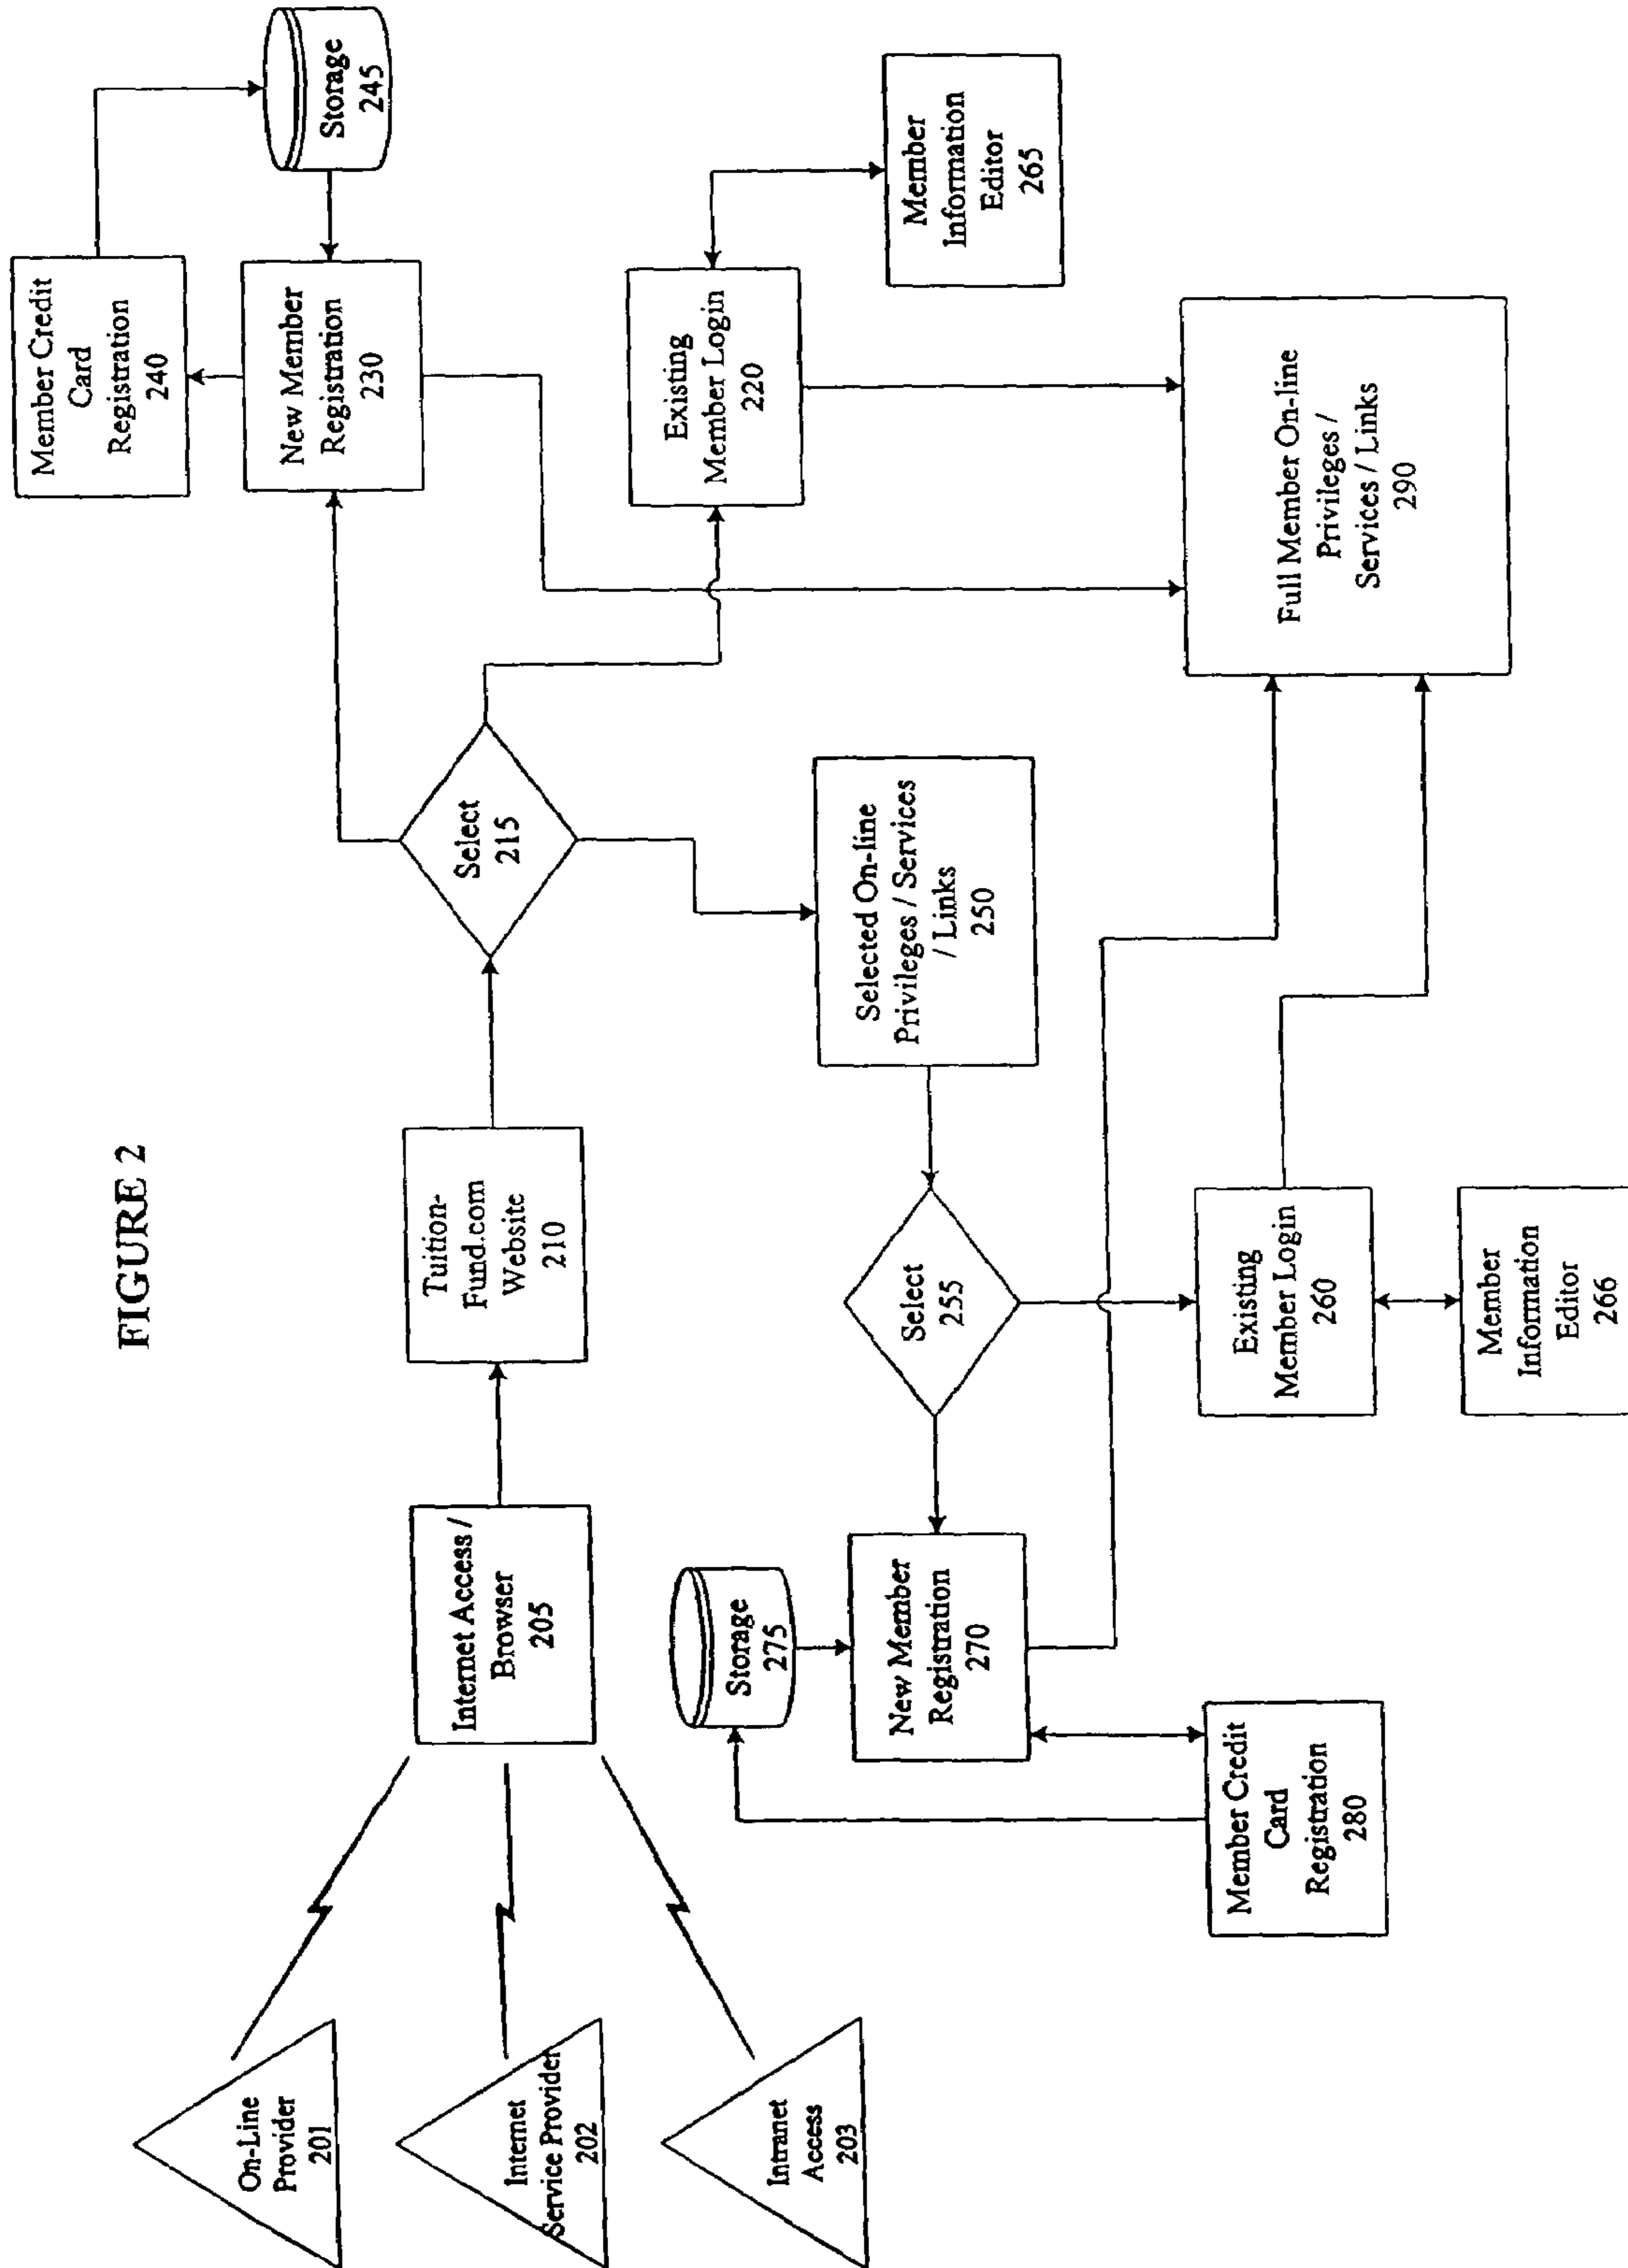 FIGURE 2
On-Line
Provider
201
Internet
Service Provider
202
Intranet
Access
203
Internet Access /
Browser
205
Tuition-
Fund.com
Website
210
Select
215
Member Credit
Card
Registration
240
Storage
245
New Member
Registration
230
Existing
Member Login
220
Member
Information
Editor
265
Selected On-line
Privileges / Services
/ Links
250
Select
255
Storage
275
New Member
Registration
270
Member Credit
Card
Registration
280
Existing
Member Login
260
Member
Information
Editor
266
Full Member On-line
Privileges /
Services / Links
290